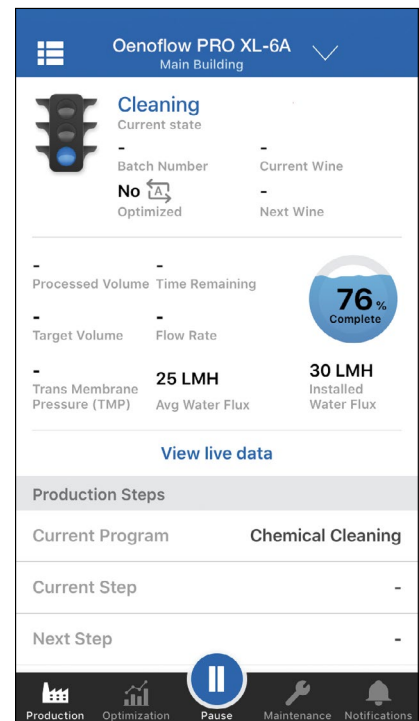 Oenoflow PRO XL-6A
Main Building
Cleaning
Current state
- -
Batch Number Current Wine
No A -
Optimized Next Wine
- -
Processed Volume Time Remaining
76 %
Complete
- -
Target Volume Flow Rate
- 25 LMH 30 LMH
Trans Membrane Pressure (TMP) Avg Water Flux Installed Water Flux
View live data
Production Steps
Current Program Chemical Cleaning
Current Step -
Next Step -
Production Optimization Pause Maintenance Notifications